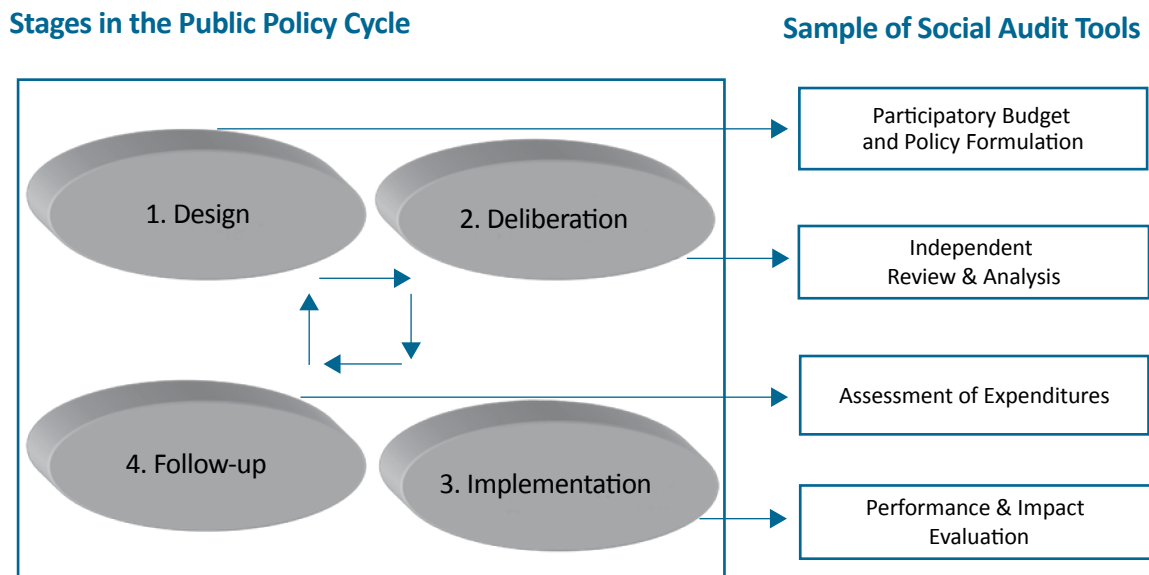 Stages in the Public Policy Cycle
Sample of Social Audit Tools
1. Design
2. Deliberation
4. Follow-up
3. Implementation
Participatory Budget
and Policy Formulation
Independent
Review & Analysis
Assessment of Expenditures
Performance & Impact
Evaluation